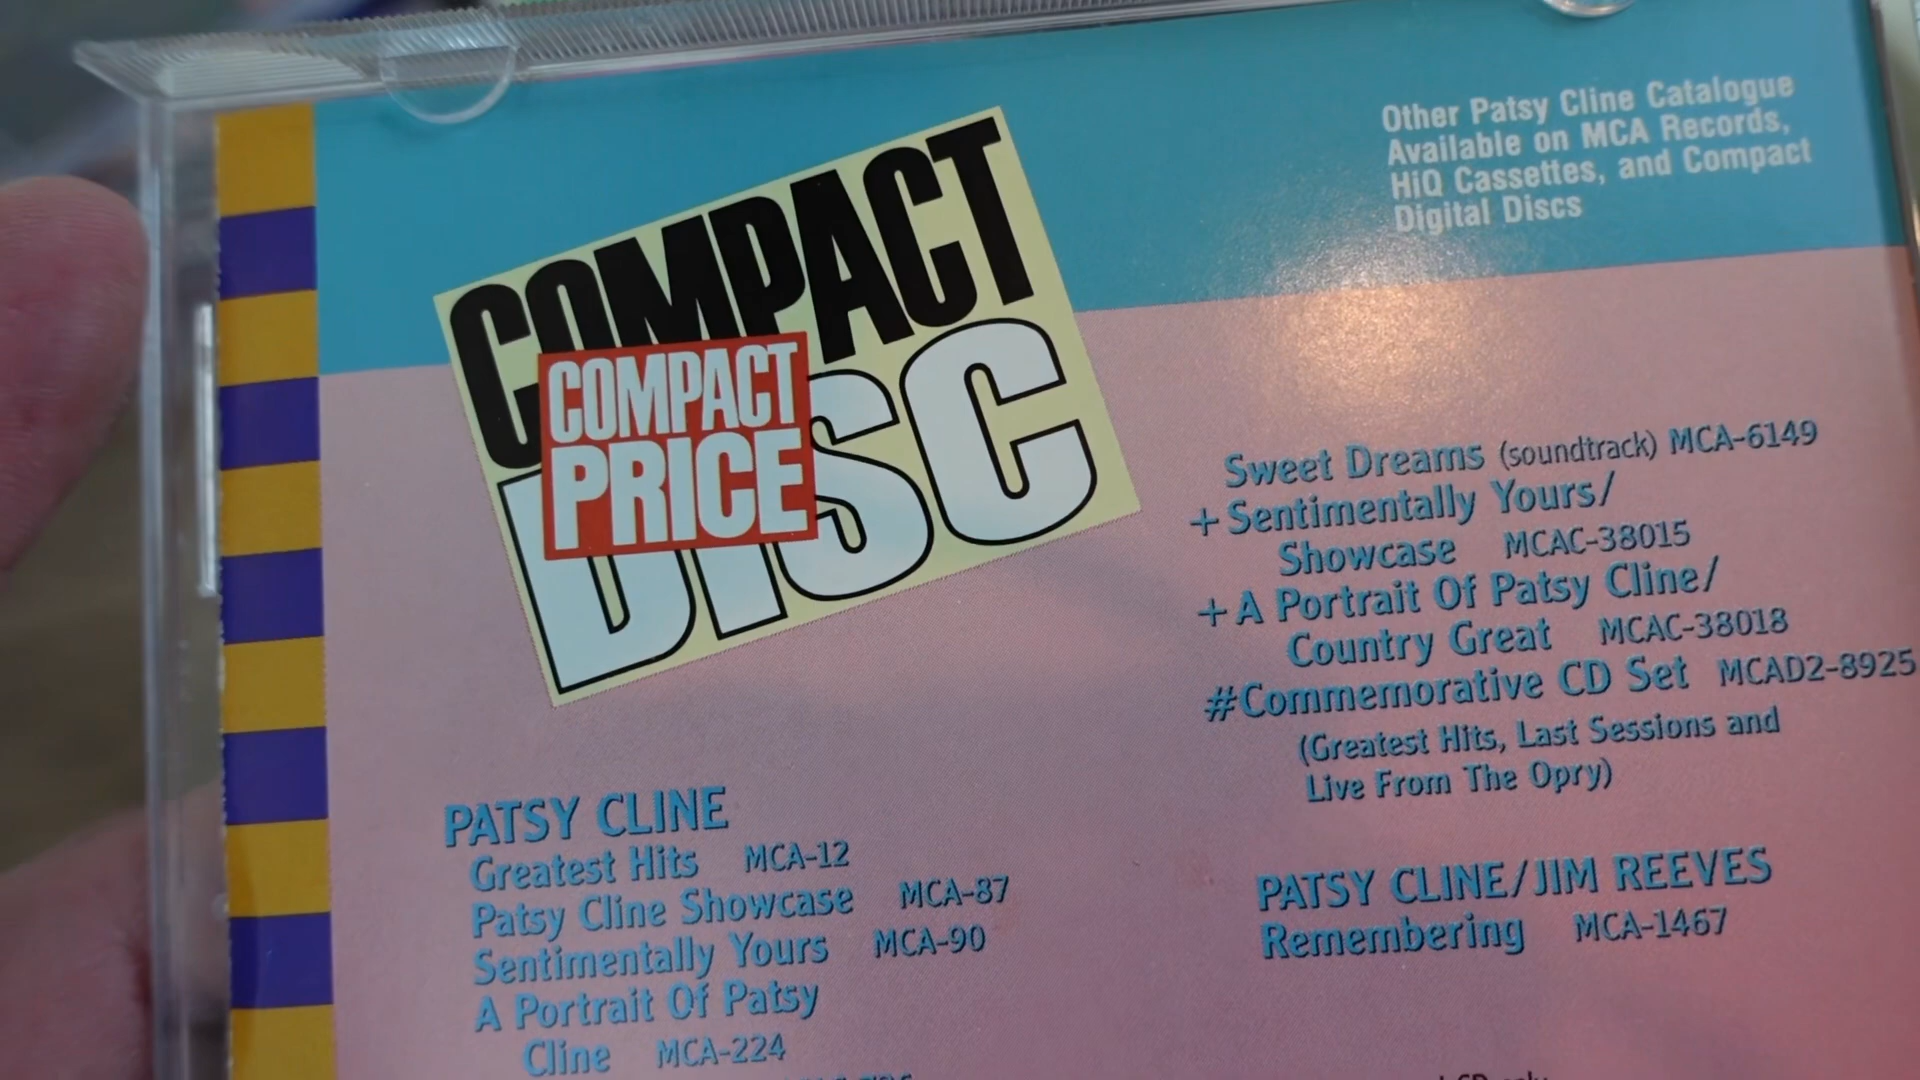 COMPACT
DISC
COMPACT
PRICE
Other Patsy Cline Catalogue
Available on MCA Records,
HiQ Cassettes, and Compact
Digital Discs
PATSY CLINE
Greatest Hits MCA-12
Patsy Cline Showcase MCA-87
Sentimentally Yours MCA-90
A Portrait Of Patsy
Cline MCA-224
Sweet Dreams (soundtrack) MCA-6149
+ Sentimentally Yours/
Showcase MCAC-38015
+ A Portrait Of Patsy Cline/
Country Great MCAC-38018
#Commemorative CD Set MCAD2-8925
(Greatest Hits, Last Sessions and
Live From The Opry)
PATSY CLINE/JIM REEVES
Remembering MCA-1467